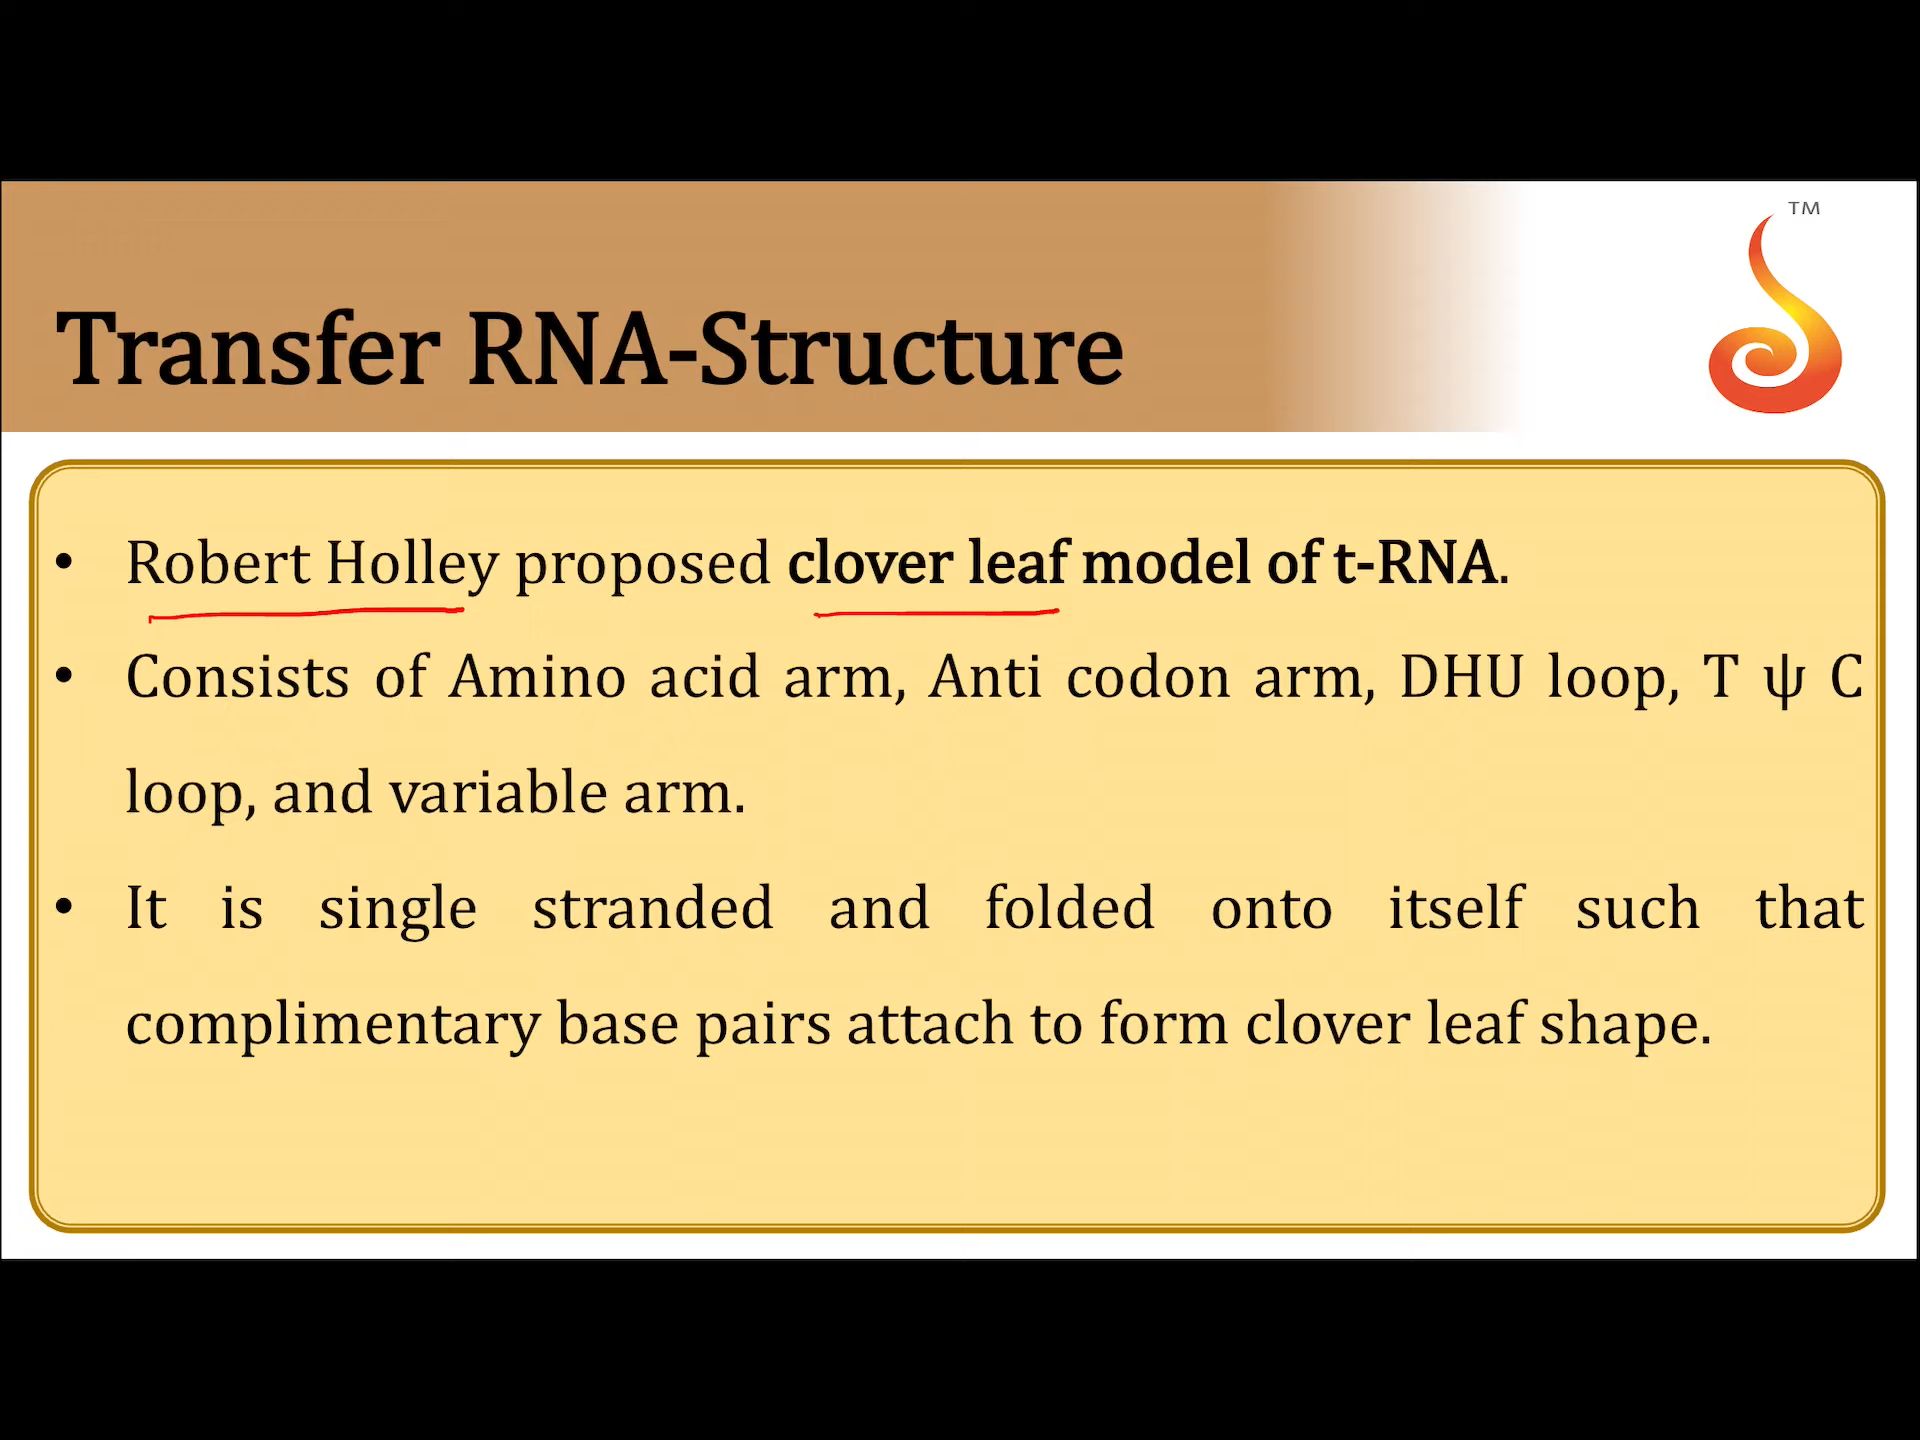 TM
Transfer RNA-Structure
• Robert Holley proposed clover leaf model of t-RNA.
• Consists of Amino acid arm, Anti codon arm, DHU loop, T ψ C
loop, and variable arm.
• It is single stranded and folded onto itself such that
complimentary base pairs attach to form clover leaf shape.